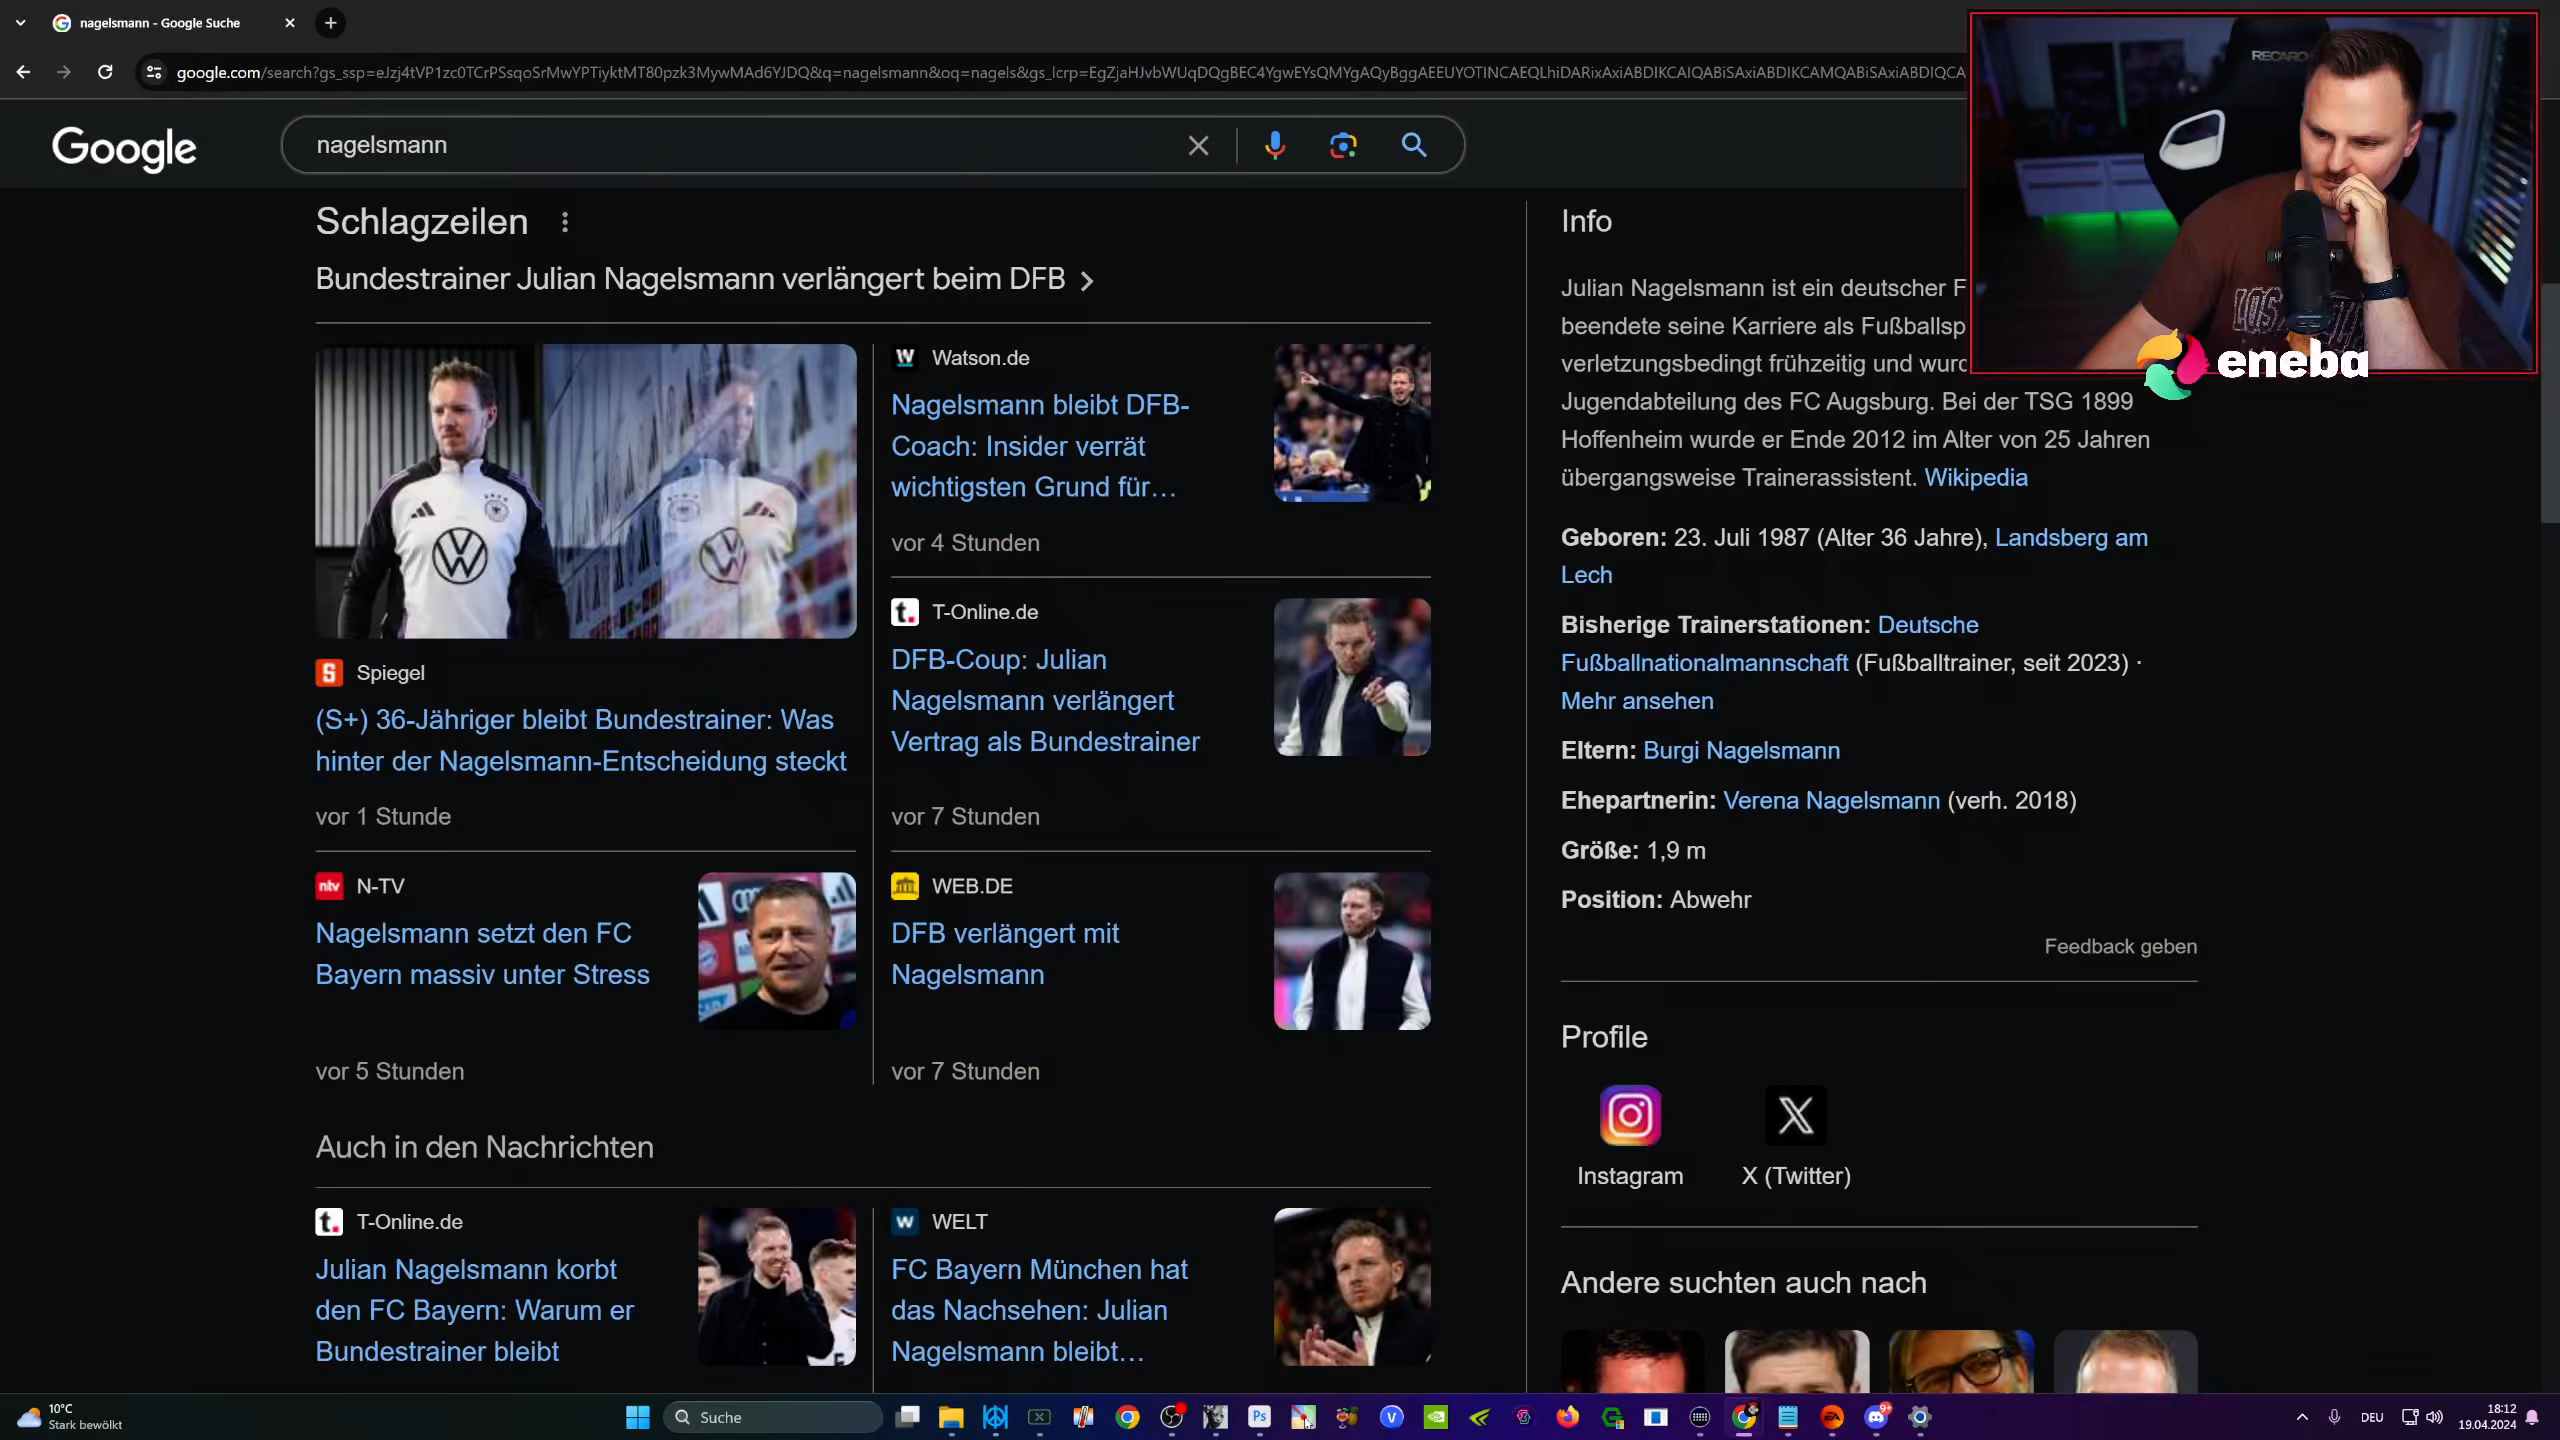 nagelsmann - Google Suche
google.com/search?gs_ssp=eJzj4tVP1zc0TCrPSsqoSrMwYPTiyktMT80pzk3MywMAd6YJDQ&q=nagelsmann&oq=nagels&gs_lcrp=EgZjaHJvbWUqDQgBEC4YgwEYsQMYgAQyBggAEEUYOTINCAEQLhiDARixAxiABDIKCAIQABiSAxiABDIKCAMQABiSAxiABDIQCA
RECARO
Google
nagelsmann
Schlagzeilen
Bundestrainer Julian Nagelsmann verlängert beim DFB
Spiegel
(S+) 36-Jähriger bleibt Bundestrainer: Was
hinter der Nagelsmann-Entscheidung steckt
vor 1 Stunde
Watson.de
Nagelsmann bleibt DFB-
Coach: Insider verrät
wichtigsten Grund für…
vor 4 Stunden
T-Online.de
DFB-Coup: Julian
Nagelsmann verlängert
Vertrag als Bundestrainer
vor 7 Stunden
ntv N-TV
Nagelsmann setzt den FC
Bayern massiv unter Stress
vor 5 Stunden
WEB.DE
DFB verlängert mit
Nagelsmann
vor 7 Stunden
Auch in den Nachrichten
T-Online.de
Julian Nagelsmann korbt
den FC Bayern: Warum er
Bundestrainer bleibt
WELT
FC Bayern München hat
das Nachsehen: Julian
Nagelsmann bleibt…
Info
Julian Nagelsmann ist ein deutscher F
beendete seine Karriere als Fußballsp
verletzungsbedingt frühzeitig und wurd
eneba
Jugendabteilung des FC Augsburg. Bei der TSG 1899
Hoffenheim wurde er Ende 2012 im Alter von 25 Jahren
übergangsweise Trainerassistent. Wikipedia
Geboren: 23. Juli 1987 (Alter 36 Jahre), Landsberg am
Lech
Bisherige Trainerstationen: Deutsche
Fußballnationalmannschaft (Fußballtrainer, seit 2023) ·
Mehr ansehen
Eltern: Burgi Nagelsmann
Ehepartnerin: Verena Nagelsmann (verh. 2018)
Größe: 1,9 m
Position: Abwehr
Feedback geben
Profile
Instagram
X (Twitter)
Andere suchten auch nach
10°C
Stark bewölkt
Suche
DEU
18:12
19.04.2024